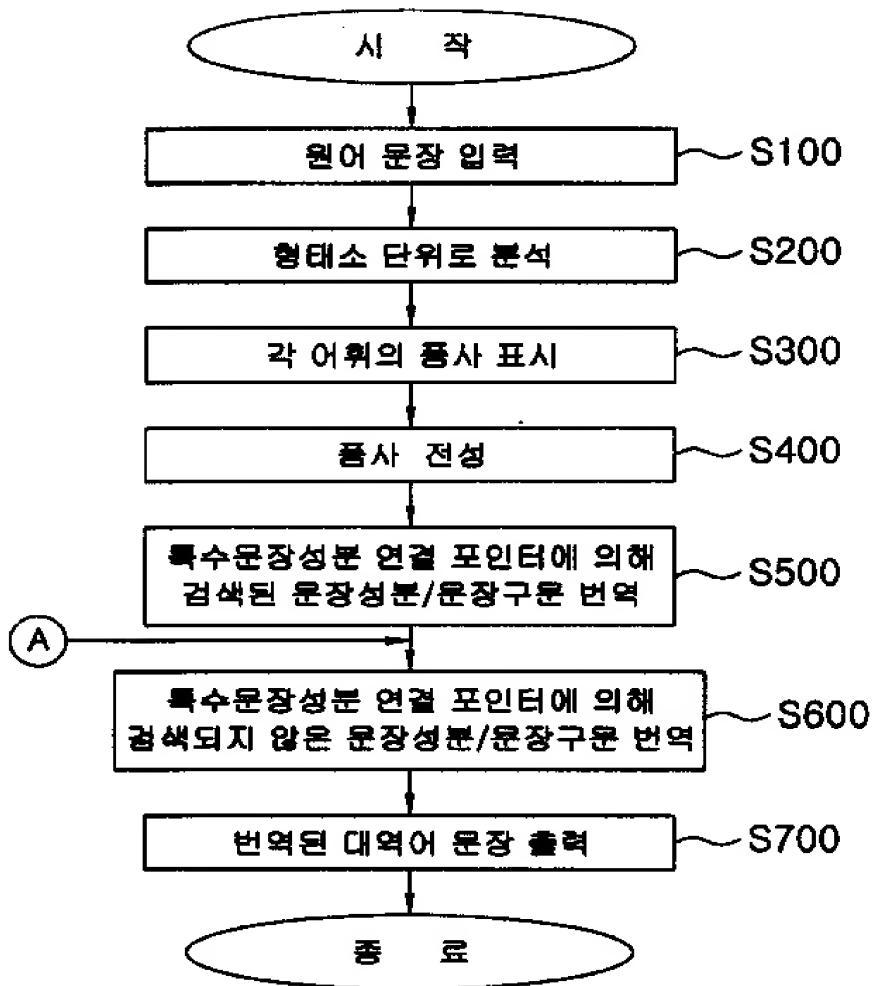 시 작
원어 문장 입력
S100
형태소 단위로 분석
S200
각 어휘의 품사 표시
S300
품사 전성
S400
특수문장성분 연결 포인터에 의해
검색된 문장성분/문장구문 번역
S500
A
특수문장성분 연결 포인터에 의해
검색되지 않은 문장성분/문장구문 번역
S600
번역된 대역어 문장 출력
S700
종 료